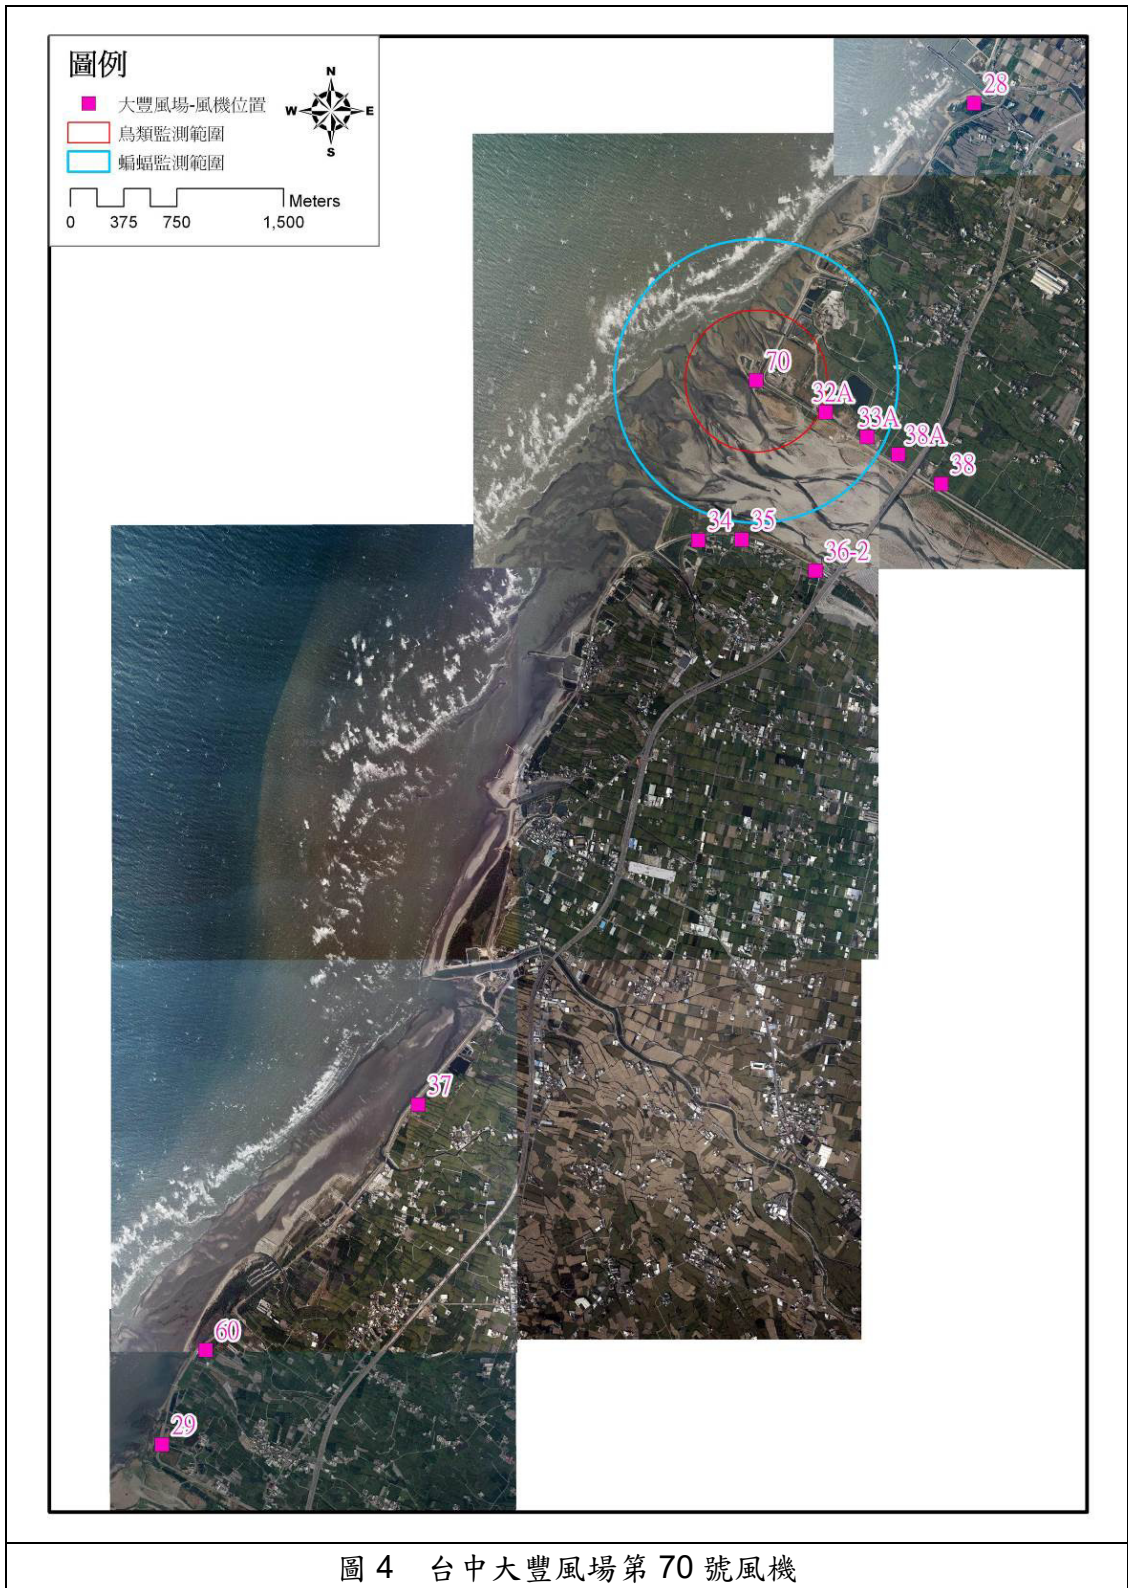 圖例
N
W E
S
大豐風場-風機位置
鳥類監測範圍
蝙蝠監測範圍
Meters
0 375 750 1,500
28
70
32A
33A
38A
38
34 35
36-2
37
60
29
圖 4 台中大豐風場第 70 號風機